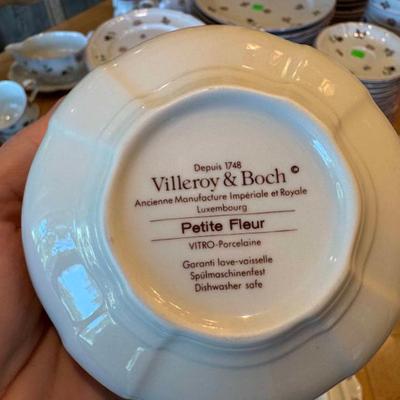 Depuis 1748
Villeroy & Boch ©
Ancienne Manufacture Impériale et Royale
Luxembourg
Petite Fleur
VITRO-Porcelaine
Garanti lave-vaisselle
Spülmaschinenfest
Dishwasher safe